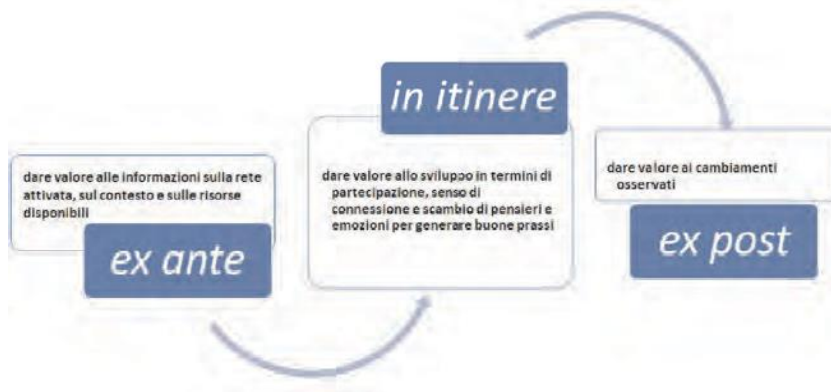 dare valore alle informazioni sulla rete
attivata, sul contesto e sulle risorse
disponibili
ex ante
in itinere
dare valore allo sviluppo in termini di
partecipazione, senso di
connessione e scambio di pensieri e
emozioni per generare buone prassi
dare valore ai cambiamenti
osservati
ex post